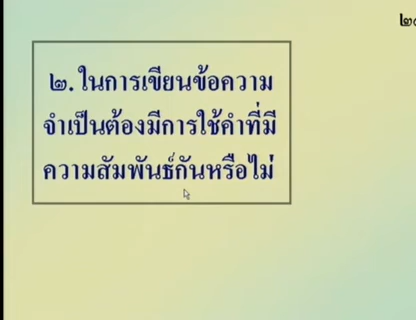 ๒. ในการเขียนข้อความ
จำเป็นต้องมีการใช้คำที่มี
ความสัมพันธ์กันหรือไม่